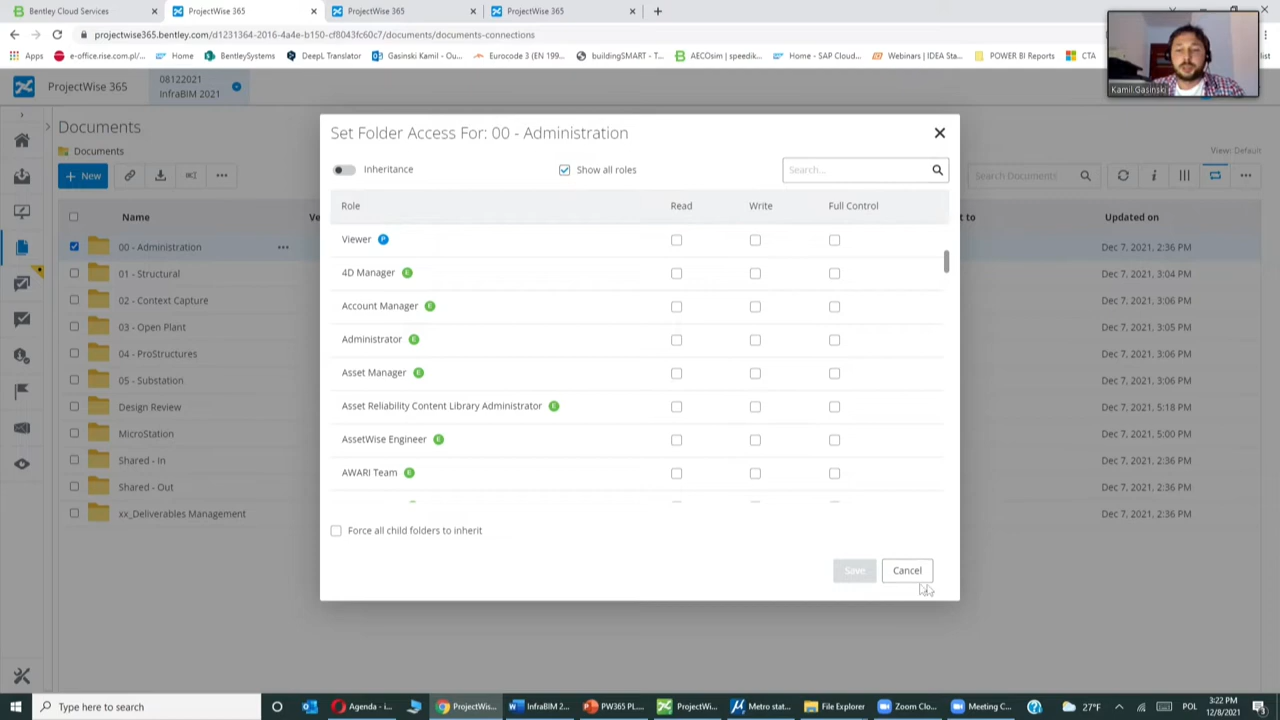 Bentley Cloud Services
ProjectWise 365
ProjectWise 365
ProjectWise 365
projectwise365.bentley.com/d1231364-2016-4a4e-b150-cf8043fc60c7/documents/documents-connections
Apps
e-office.rise.com.pl/...
Home
BentleySystems
DeepL Translator
Gasinski Kamil - Ou...
Eurocode 3 (EN 199...
buildingSMART - T...
AECOsim | speedik...
Home - SAP Cloud...
Webinars | IDEA Sta...
POWER BI Reports
CTA
list
Kamil.Gasinski
ProjectWise 365
08122021
InfraBIM 2021
Documents
Documents
View: Default
New
Search Documents
Name
Ve
t to
Updated on
00 - Administration
Dec 7, 2021, 2:36 PM
01 - Structural
Dec 7, 2021, 3:04 PM
02 - Context Capture
Dec 7, 2021, 3:06 PM
03 - Open Plant
Dec 7, 2021, 3:05 PM
04 - ProStructures
Dec 7, 2021, 3:06 PM
05 - Substation
Dec 7, 2021, 3:06 PM
Design Review
Dec 7, 2021, 5:18 PM
MicroStation
Dec 7, 2021, 5:00 PM
Shared - In
Dec 7, 2021, 2:36 PM
Shared - Out
Dec 7, 2021, 2:36 PM
xx_Deliverables Management
Dec 7, 2021, 2:36 PM
Set Folder Access For: 00 - Administration
Inheritance
Show all roles
Search...
Role
Read
Write
Full Control
Viewer P
4D Manager E
Account Manager E
Administrator E
Asset Manager E
Asset Reliability Content Library Administrator E
AssetWise Engineer E
AWARI Team E
Force all child folders to inherit
Save
Cancel
Type here to search
Agenda - i...
ProjectWis...
InfraBIM 2...
PW365 PL...
ProjectWi...
Metro stat...
File Explorer
Zoom Clo...
Meeting C...
27°F
POL
3:22 PM
12/8/2021